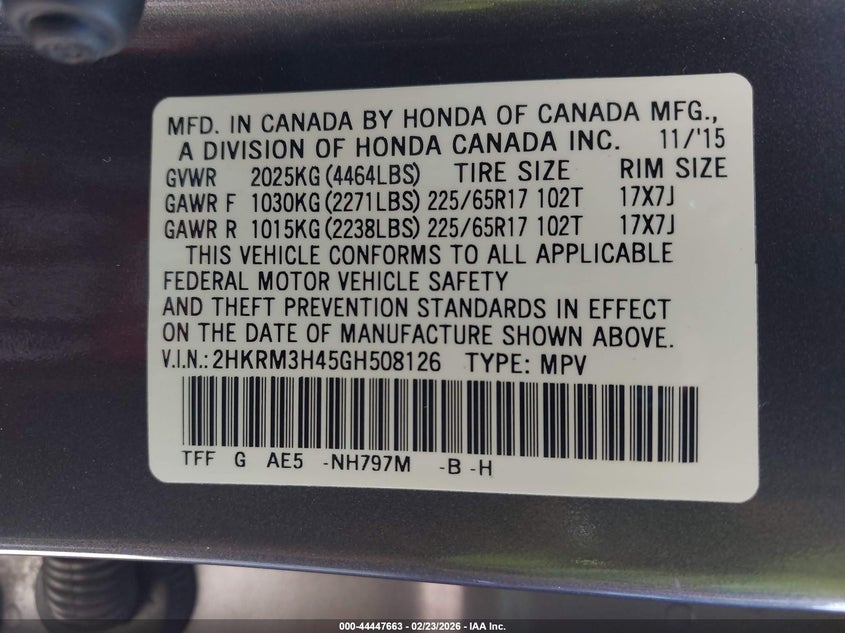 MFD. IN CANADA BY HONDA OF CANADA MFG.,
A DIVISION OF HONDA CANADA INC. 11/'15
GVWR 2025KG (4464LBS) TIRE SIZE RIM SIZE
GAWR F 1030KG (2271LBS) 225/65R17 102T 17X7J
GAWR R 1015KG (2238LBS) 225/65R17 102T 17X7J
THIS VEHICLE CONFORMS TO ALL APPLICABLE
FEDERAL MOTOR VEHICLE SAFETY
AND THEFT PREVENTION STANDARDS IN EFFECT
ON THE DATE OF MANUFACTURE SHOWN ABOVE.
V.I.N.: 2HKRM3H45GH508126 TYPE: MPV
TFF G AE5 -NH797M -B -H
000-44447663 - 02/23/2026 - IAA Inc.